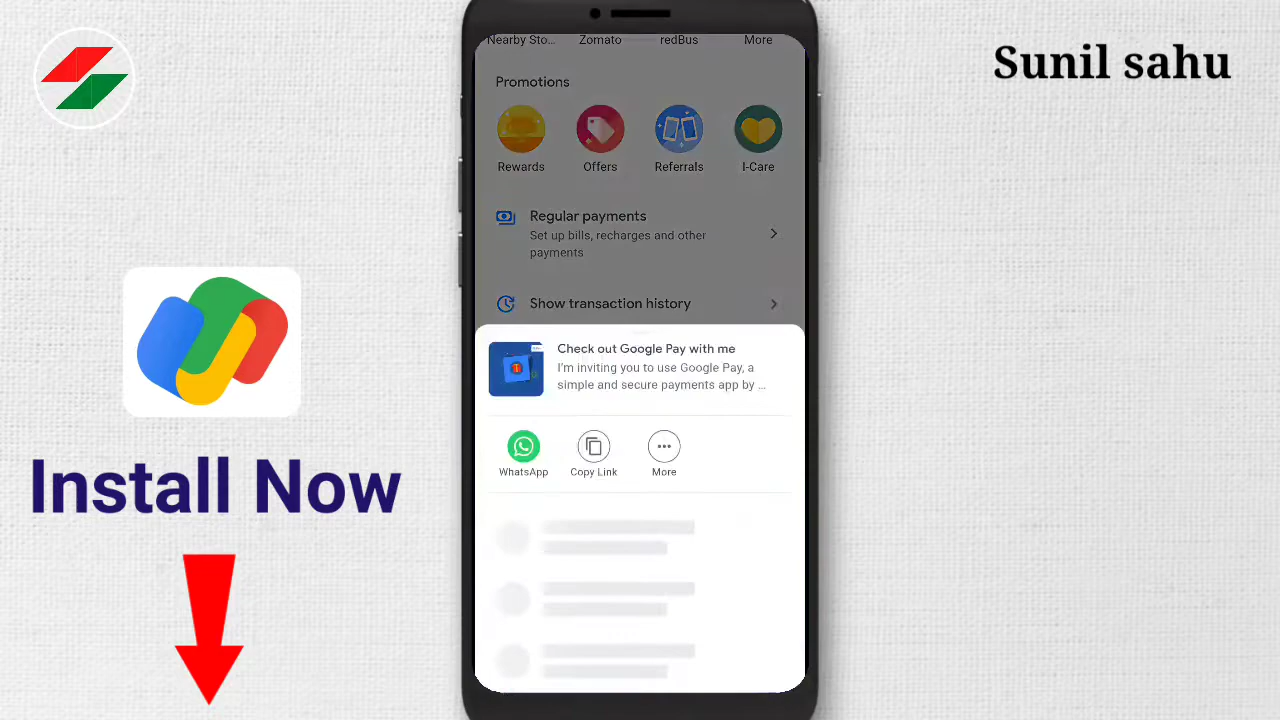 Sunil sahu
Nearby Sto...
Zomato
redBus
More
Promotions
Rewards
Offers
Referrals
I-Care
Regular payments
Set up bills, recharges and other
payments
Show transaction history
Check out Google Pay with me
I'm inviting you to use Google Pay, a
simple and secure payments app by ...
WhatsApp
Copy Link
More
Install Now